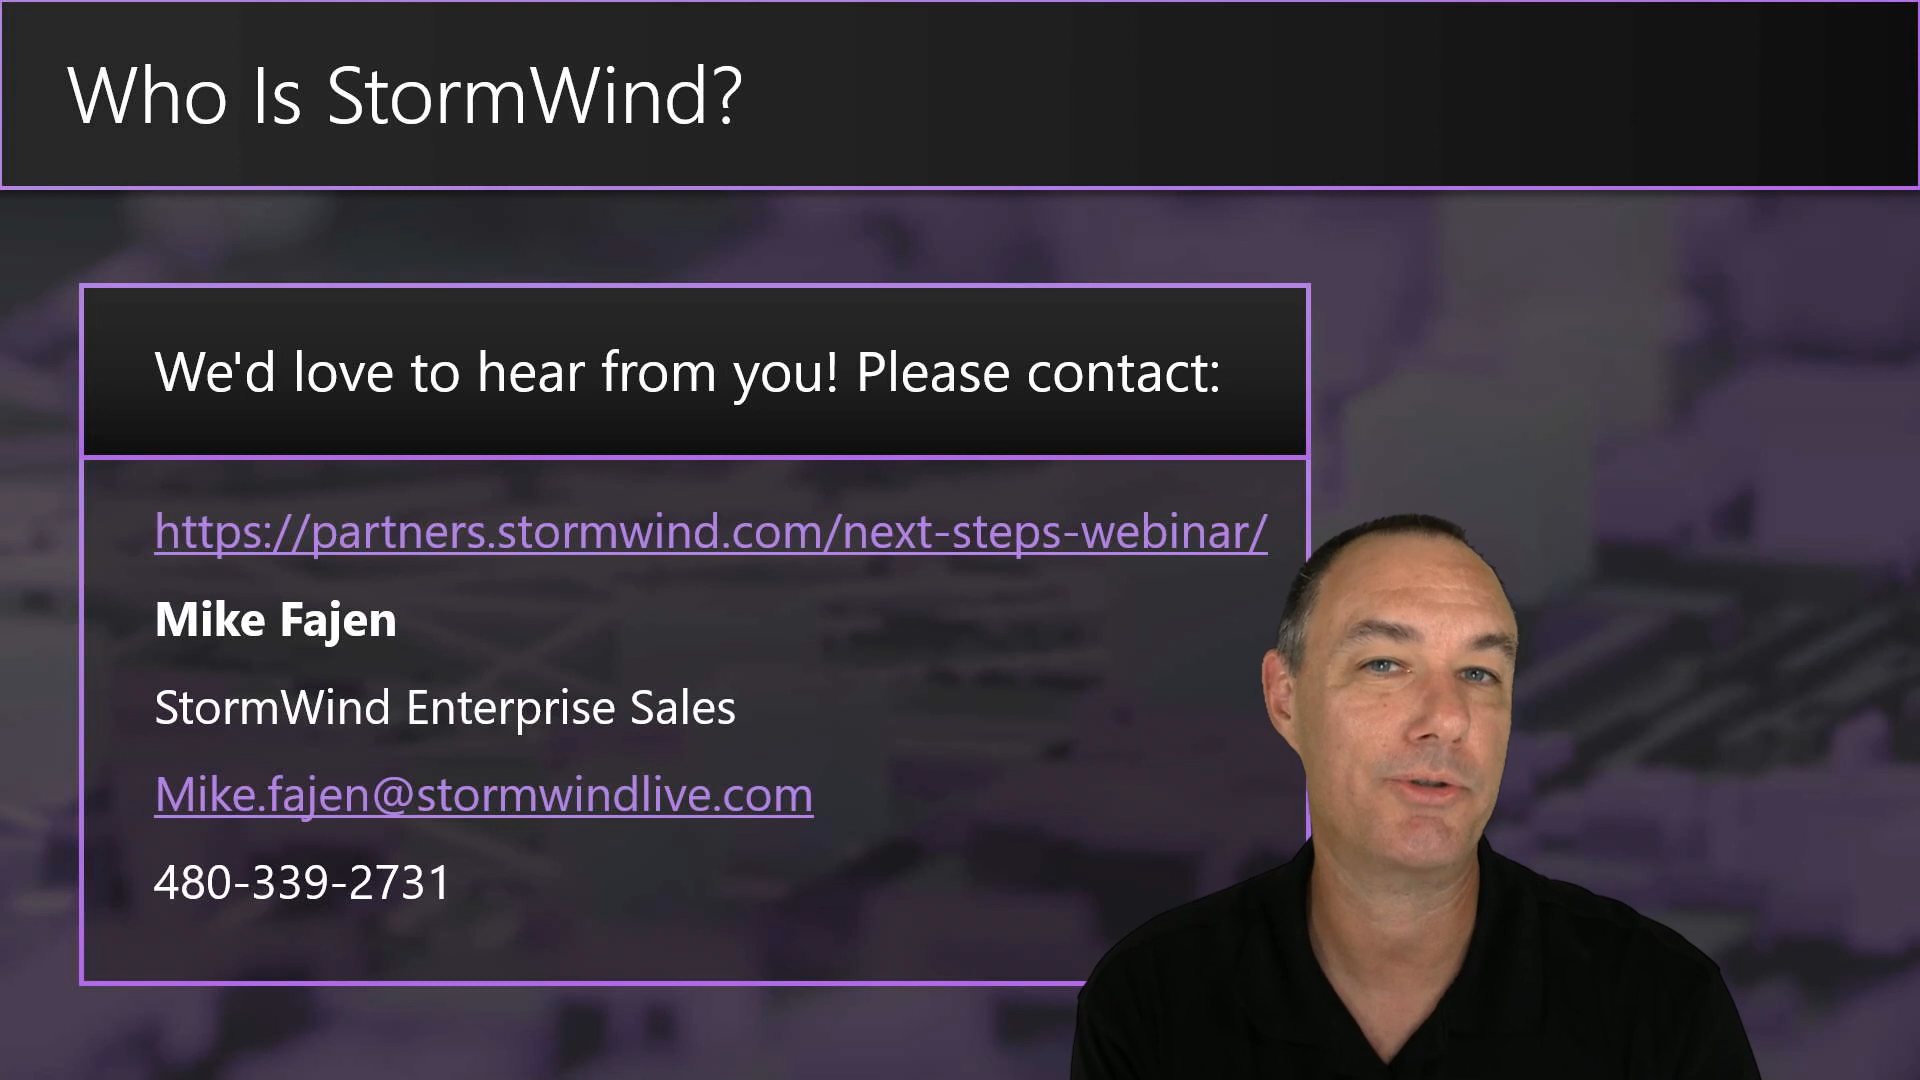 Who Is StormWind?
We'd love to hear from you! Please contact:
https://partners.stormwind.com/next-steps-webinar/
Mike Fajen
StormWind Enterprise Sales
Mike.fajen@stormwindlive.com
480-339-2731